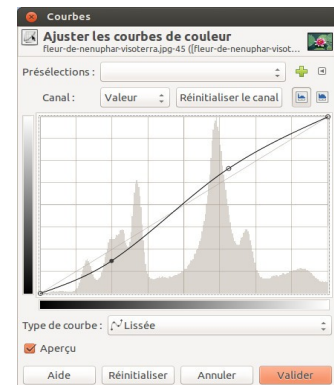 Courbes
Ajuster les courbes de couleur
fleur-de-nenuphar-visoterra.jpg-45 ([fleur-de-nenuphar-visot...
Présélections :
Canal : Valeur Réinitialiser le canal
Type de courbe : Lissée
Aperçu
Aide Réinitialiser Annuler Valider